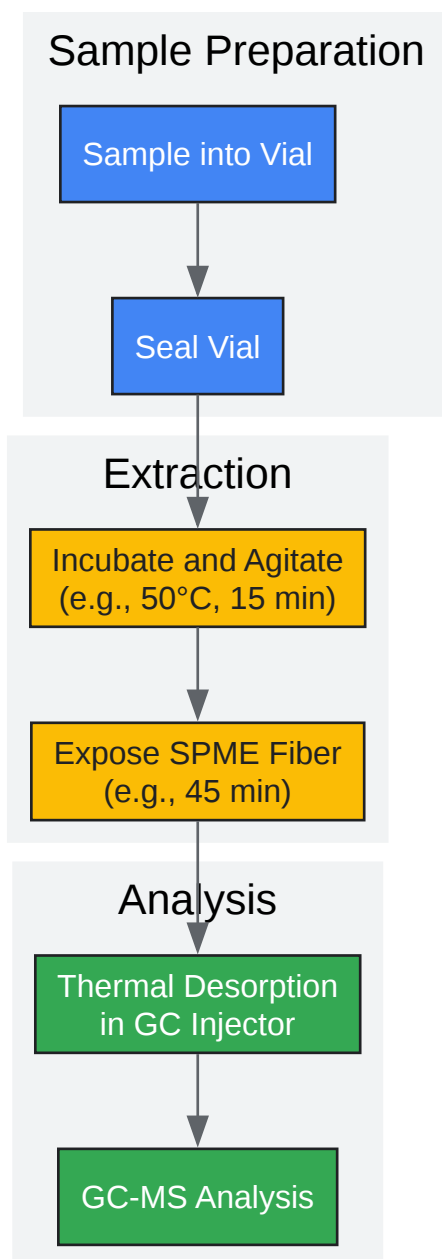 Sample Preparation
Sample into Vial
Seal Vial
Extraction
Incubate and Agitate
(e.g., 50°C, 15 min)
Expose SPME Fiber
(e.g., 45 min)
Analysis
Thermal Desorption
in GC Injector
GC-MS Analysis